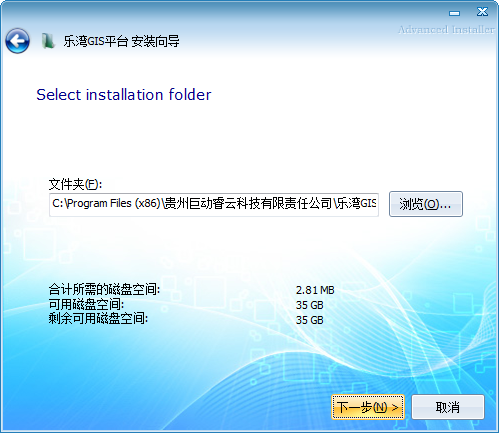 乐湾GIS平台 安装向导
Advanced Installer
Select installation folder
文件夹(F):
C:\Program Files (x86)\贵州巨动睿云科技有限责任公司\乐湾GIS
浏览(O)...
合计所需的磁盘空间: 2.81 MB
可用磁盘空间: 35 GB
剩余可用磁盘空间: 35 GB
下一步(N) >
取消